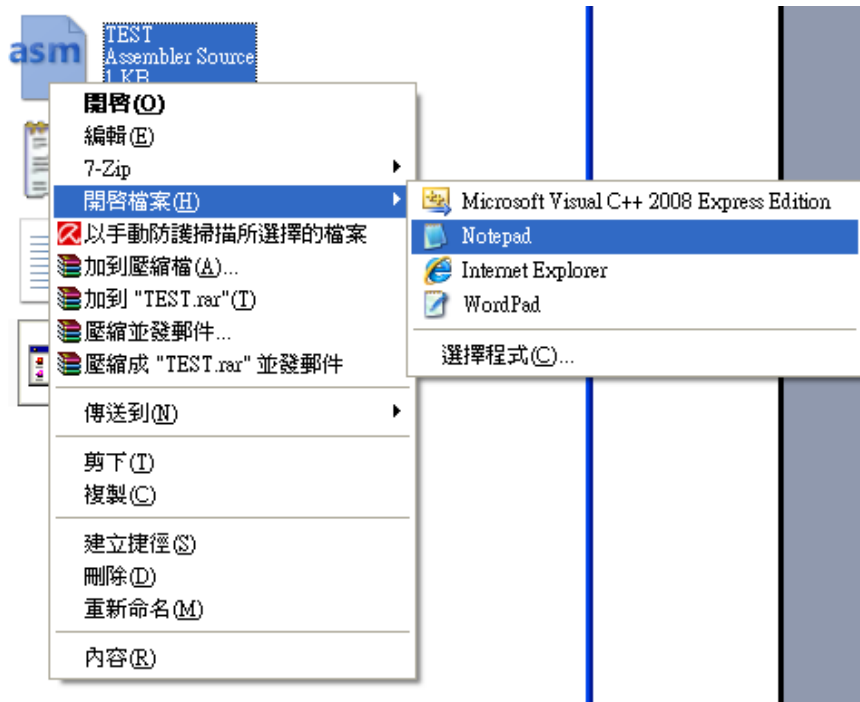 asm
TEST
Assembler Source
1 KB
開啓(O)
編輯(E)
7-Zip
開啓檔案(H)
以手動防護掃描所選擇的檔案
加到壓縮檔(A)...
加到 "TEST.rar"(T)
壓縮並發郵件...
壓縮成 "TEST.rar" 並發郵件
傳送到(N)
剪下(T)
複製(C)
建立捷徑(S)
刪除(D)
重新命名(M)
內容(R)
Microsoft Visual C++ 2008 Express Edition
Notepad
Internet Explorer
WordPad
選擇程式(C)...